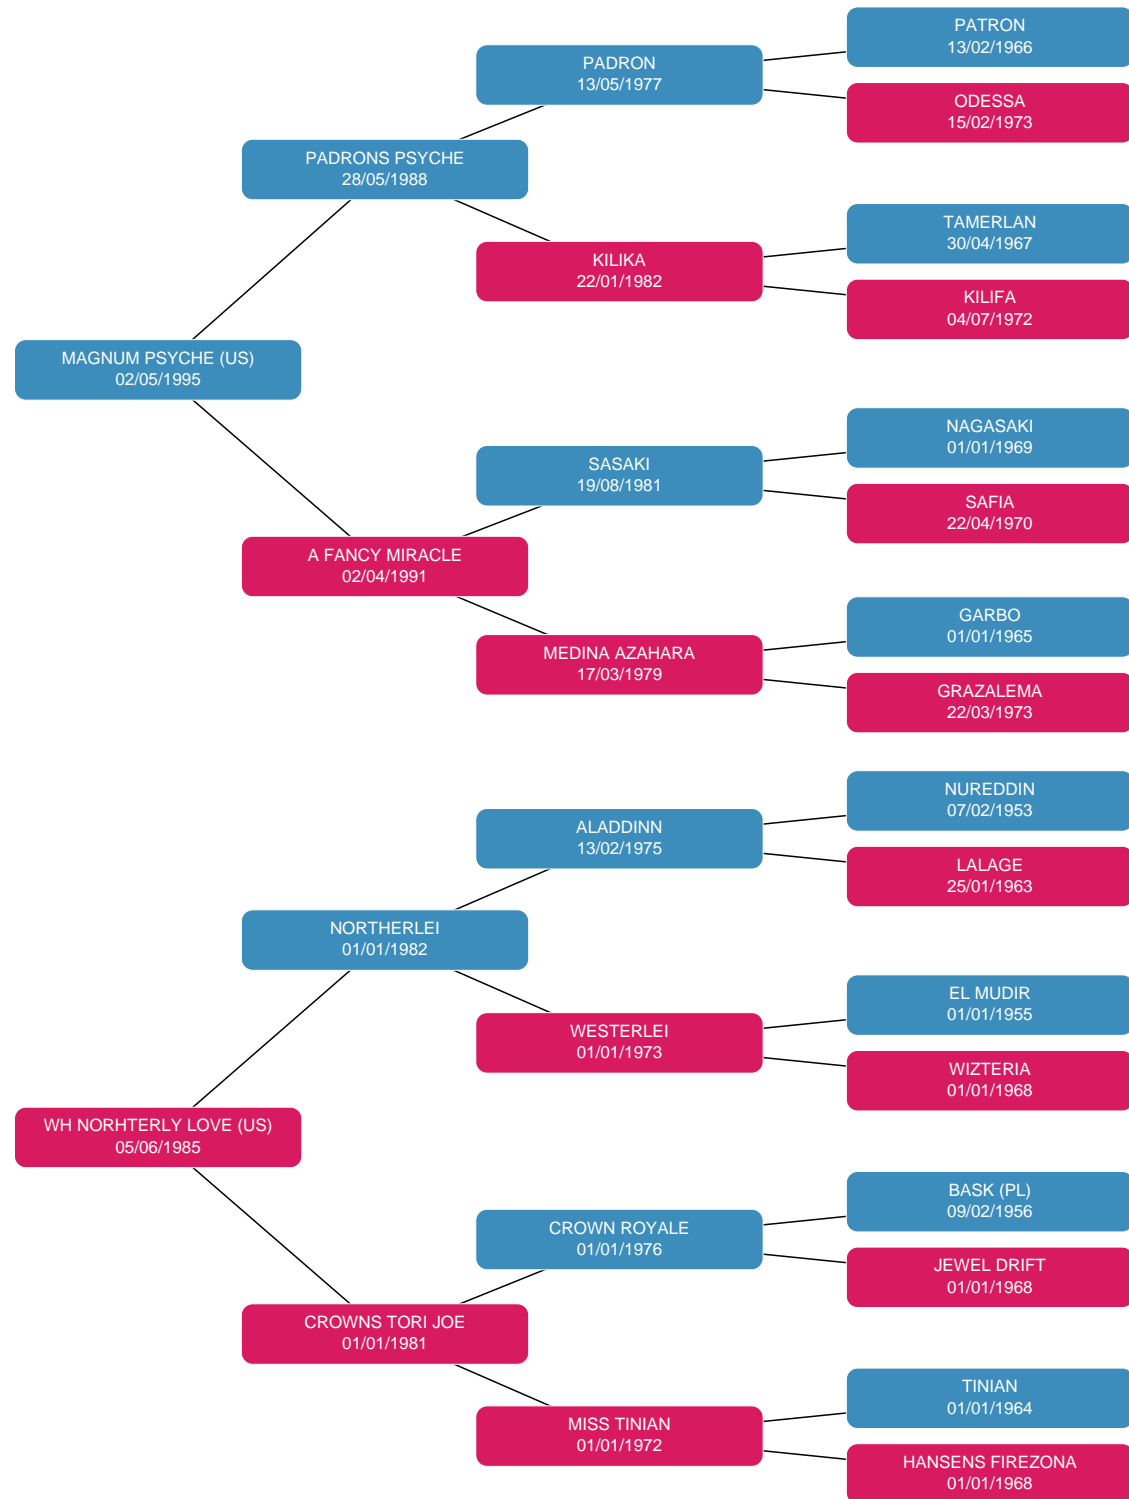 PATRON
13/02/1966
PADRON
13/05/1977
ODESSA
15/02/1973
PADRONS PSYCHE
28/05/1988
TAMERLAN
30/04/1967
KILIKA
22/01/1982
KILIFA
04/07/1972
MAGNUM PSYCHE (US)
02/05/1995
NAGASAKI
01/01/1969
SASAKI
19/08/1981
SAFIA
22/04/1970
A FANCY MIRACLE
02/04/1991
GARBO
01/01/1965
MEDINA AZAHARA
17/03/1979
GRAZALEMA
22/03/1973
NUREDDIN
07/02/1953
ALADDINN
13/02/1975
LALAGE
25/01/1963
NORTHERLEI
01/01/1982
EL MUDIR
01/01/1955
WESTERLEI
01/01/1973
WIZTERIA
01/01/1968
WH NORHTERLY LOVE (US)
05/06/1985
BASK (PL)
09/02/1956
CROWN ROYALE
01/01/1976
JEWEL DRIFT
01/01/1968
CROWNS TORI JOE
01/01/1981
TINIAN
01/01/1964
MISS TINIAN
01/01/1972
HANSENS FIREZONA
01/01/1968